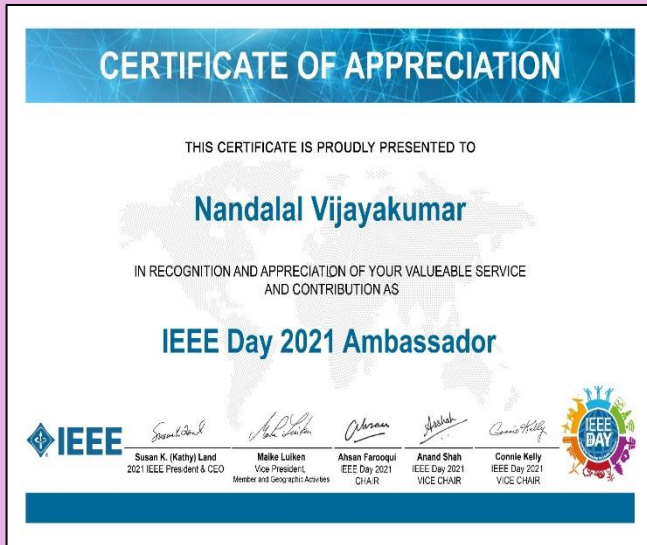 CERTIFICATE OF APPRECIATION
THIS CERTIFICATE IS PROUDLY PRESENTED TO
Nandalal Vijayakumar
IN RECOGNITION AND APPRECIATION OF YOUR VALUEABLE SERVICE
AND CONTRIBUTION AS
IEEE Day 2021 Ambassador
IEEE
Susan K. (Kathy) Land
2021 IEEE President & CEO
Maike Luiken
Vice President,
Member and Geographic Activities
Ahsan Farooqui
IEEE Day 2021
CHAIR
Anand Shah
IEEE Day 2021
VICE CHAIR
Connie Kelly
IEEE Day 2021
VICE CHAIR
IEEE
DAY